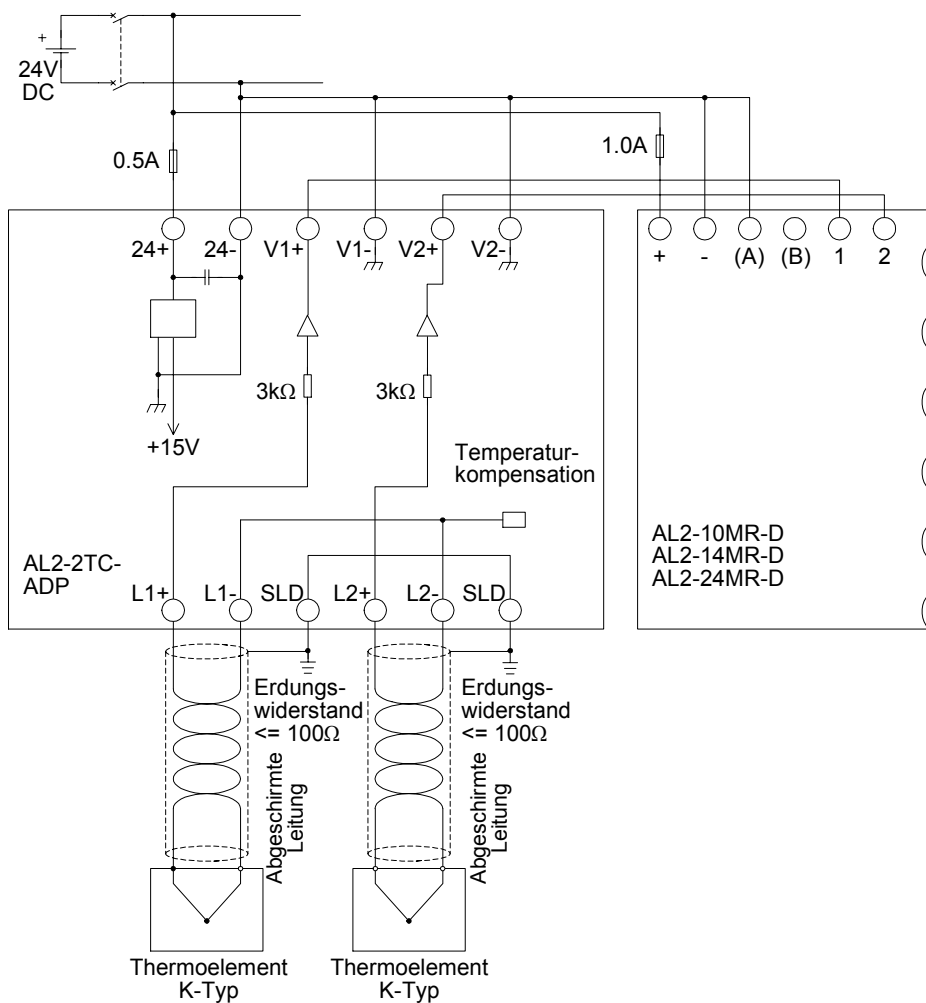 +
24V
DC
0.5A
1.0A
24+ 24- V1+ V1- V2+ V2-
+ - (A) (B) 1 2
3kΩ 3kΩ
+15V
Temperatur-
kompensation
AL2-2TC-
ADP
AL2-10MR-D
AL2-14MR-D
AL2-24MR-D
L1+ L1- SLD L2+ L2- SLD
Erdungs-
widerstand
<= 100Ω
Erdungs-
widerstand
<= 100Ω
Abgeschirmte
Leitung
Abgeschirmte
Leitung
Thermoelement
K-Typ
Thermoelement
K-Typ